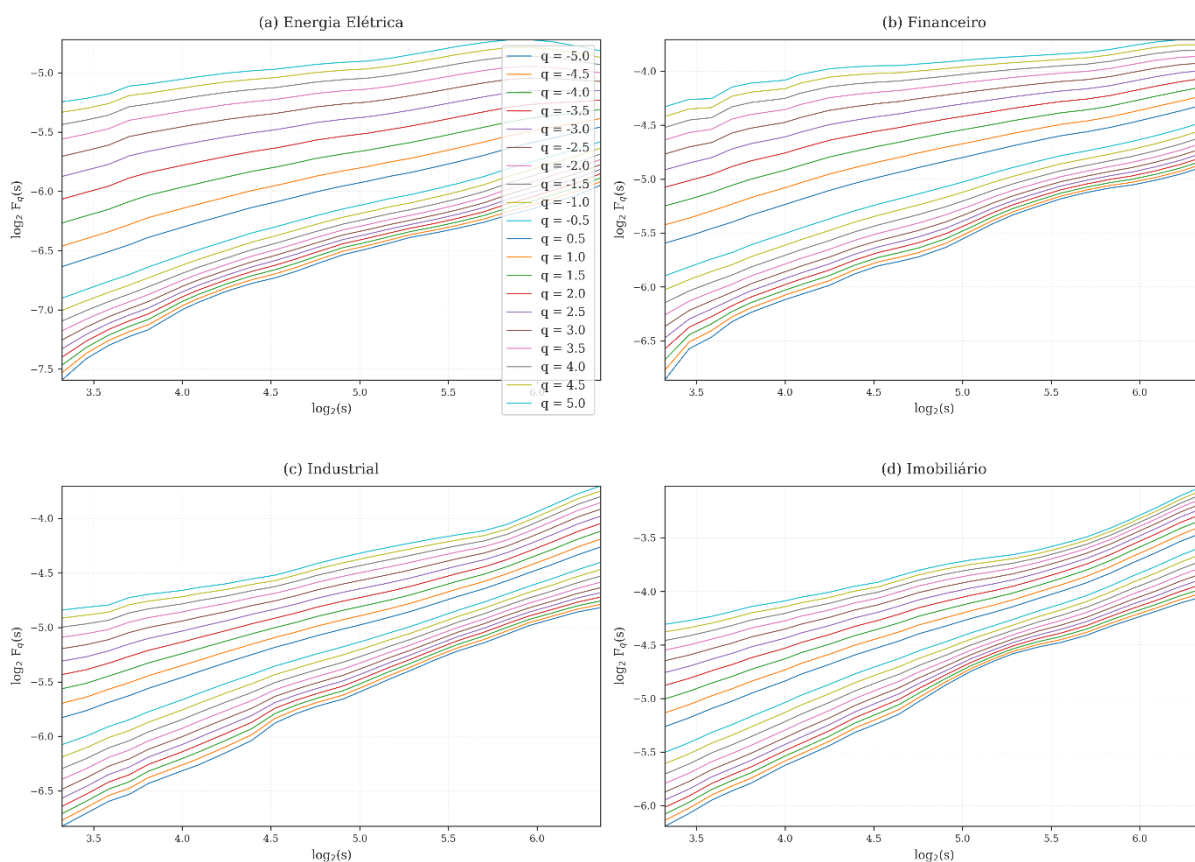 (a) Energia Elétrica
log₂ F_q(s)
−5.0
−5.5
−6.0
−6.5
−7.0
−7.5
3.5 4.0 4.5 5.0 5.5 6.0
log₂(s)
q = -5.0
q = -4.5
q = -4.0
q = -3.5
q = -3.0
q = -2.5
q = -2.0
q = -1.5
q = -1.0
q = -0.5
q = 0.5
q = 1.0
q = 1.5
q = 2.0
q = 2.5
q = 3.0
q = 3.5
q = 4.0
q = 4.5
q = 5.0
(b) Financeiro
log₂ F_q(s)
−4.0
−4.5
−5.0
−5.5
−6.0
−6.5
3.5 4.0 4.5 5.0 5.5 6.0
log₂(s)
(c) Industrial
log₂ F_q(s)
−4.0
−4.5
−5.0
−5.5
−6.0
−6.5
3.5 4.0 4.5 5.0 5.5 6.0
log₂(s)
(d) Imobiliário
log₂ F_q(s)
−3.5
−4.0
−4.5
−5.0
−5.5
−6.0
3.5 4.0 4.5 5.0 5.5 6.0
log₂(s)